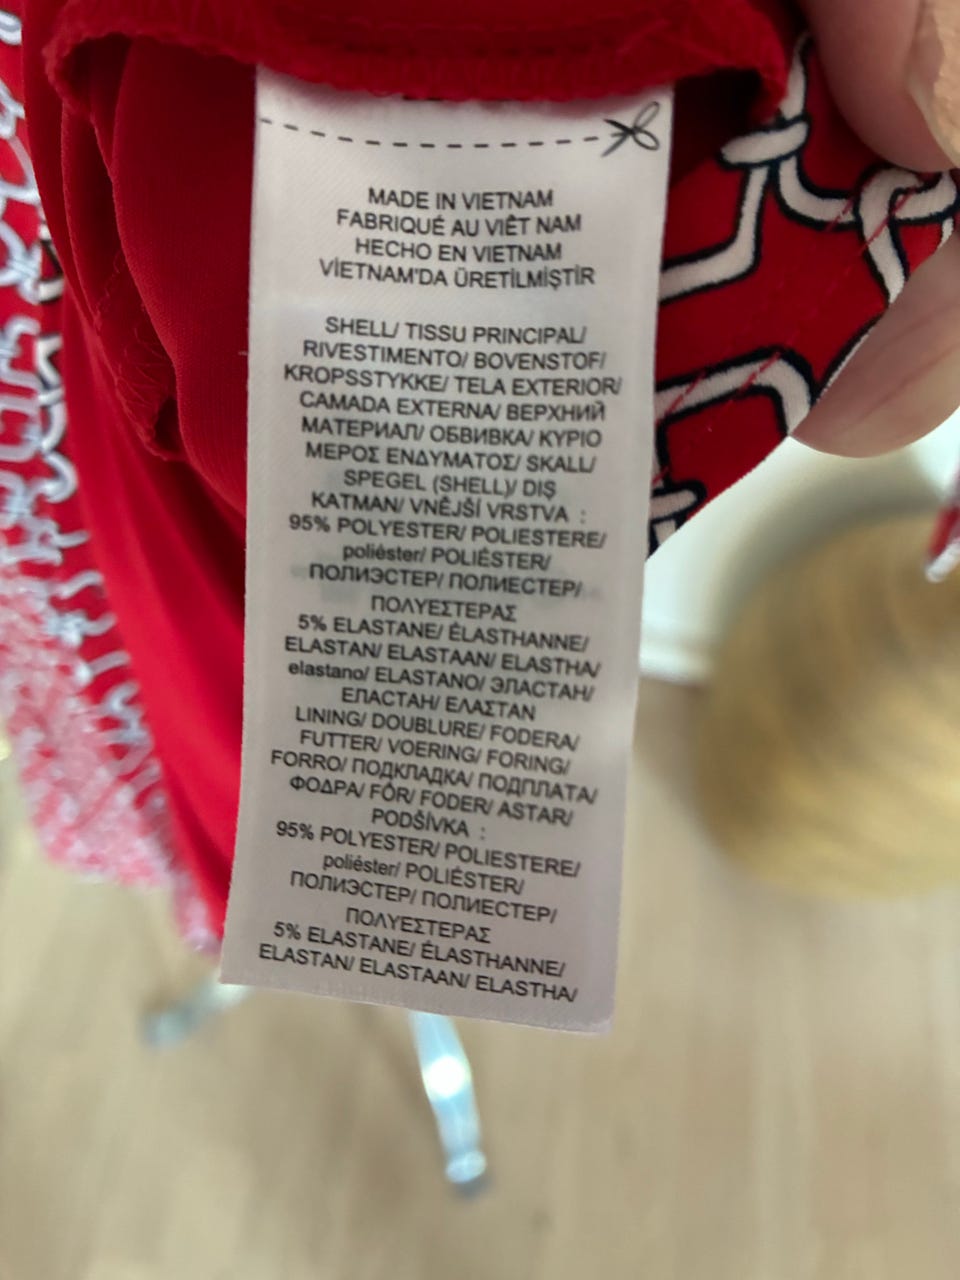 MADE IN VIETNAM
FABRIQUÉ AU VIÊT NAM
HECHO EN VIETNAM
VİETNAM'DA ÜRETİLMİŞTİR
SHELL/ TISSU PRINCIPAL/
RIVESTIMENTO/ BOVENSTOF/
KROPSSTYKKE/ TELA EXTERIOR/
CAMADA EXTERNA/ ВЕРХНИЙ
МАТЕРИАЛ/ ОБВИВКА/ ΚΥΡΙΟ
ΜΕΡΟΣ ΕΝΔΥΜΑΤΟΣ/ SKALL/
SPEGEL (SHELL)/ DIŞ
KATMAN/ VNĚJŠÍ VRSTVA :
95% POLYESTER/ POLIESTERE/
poliéster/ POLIÉSTER/
ПОЛИЭСТЕР/ ПОЛИЕСТЕР/
ΠΟΛΥΕΣΤΕΡΑΣ
5% ELASTANE/ ÉLASTHANNE/
ELASTAN/ ELASTAAN/ ELASTHA/
elastano/ ELASTANO/ ЭЛАСТАН/
ЕЛАСТАН/ ΕΛΑΣΤΑΝ
LINING/ DOUBLURE/ FODERA/
FUTTER/ VOERING/ FORING/
FORRO/ ПОДКЛАДКА/ ПОДПЛАТА/
ΦΟΔΡΑ/ FÔR/ FODER/ ASTAR/
PODŠÍVKA :
95% POLYESTER/ POLIESTERE/
poliéster/ POLIÉSTER/
ПОЛИЭСТЕР/ ПОЛИЕСТЕР/
ΠΟΛΥΕΣΤΕΡΑΣ
5% ELASTANE/ ÉLASTHANNE/
ELASTAN/ ELASTAAN/ ELASTHA/